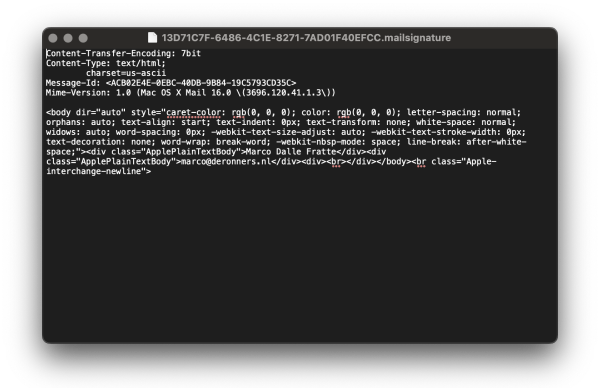 13D71C7F-6486-4C1E-8271-7AD01F40EFCC.mailsignature
Content-Transfer-Encoding: 7bit
Content-Type: text/html;
charset=us-ascii
Message-Id: <ACB02E4E-0EBC-40DB-9B84-19C5793CD35C>
Mime-Version: 1.0 (Mac OS X Mail 16.0 \(3696.120.41.1.3\))
<body dir="auto" style="caret-color: rgb(0, 0, 0); color: rgb(0, 0, 0); letter-spacing: normal;
orphans: auto; text-align: start; text-indent: 0px; text-transform: none; white-space: normal;
widows: auto; word-spacing: 0px; -webkit-text-size-adjust: auto; -webkit-text-stroke-width: 0px;
text-decoration: none; word-wrap: break-word; -webkit-nbsp-mode: space; line-break: after-white-
space;"><div class="ApplePlainTextBody">Marco Dalle Fratte</div><div
class="ApplePlainTextBody">marco@deronners.nl</div><div><br></div></body><br class="Apple-
interchange-newline">